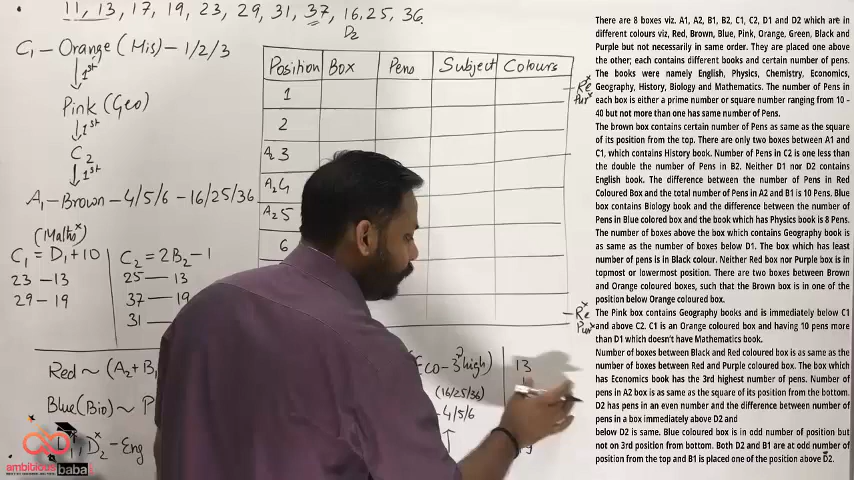 11, 13, 17, 19, 23, 29, 31, 37, 16, 25, 36.
D2
C1 – Orange (His) – 1/2/3
1st
Pink (Geo)
1st
C2
1st
A1 – Brown – 4/5/6 – 16/25/36
(Maths x)
C1 = D1 + 10
23 – 13
29 – 19
C2 = 2B2 – 1
25 – 13
37 – 19
31 –
Red ~ (A2 + B1
Blue (Bio) ~ P
D1, D2 – Eng
ambitious baba
Position Box Pens Subject Colours
1
2
A2 3
A2 4
A2 5
6
Re x
Pur x
Re x
Pur x
Eco – 3rd high)
(16/25/36)
– 4/5/6
13
There are 8 boxes viz. A1, A2, B1, B2, C1, C2, D1 and D2 which are in
different colours viz, Red, Brown, Blue, Pink, Orange, Green, Black and
Purple but not necessarily in same order. They are placed one above
the other; each contains different books and certain number of pens.
The books were namely English, Physics, Chemistry, Economics,
Geography, History, Biology and Mathematics. The number of Pens in
each box is either a prime number or square number ranging from 10 –
40 but not more than one has same number of Pens.
The brown box contains certain number of Pens as same as the square
of its position from the top. There are only two boxes between A1 and
C1, which contains History book. Number of Pens in C2 is one less than
the double the number of Pens in B2. Neither D1 nor D2 contains
English book. The difference between the number of Pens in Red
Coloured Box and the total number of Pens in A2 and B1 is 10 Pens. Blue
box contains Biology book and the difference between the number of
Pens in Blue colored box and the book which has Physics book is 8 Pens.
The number of boxes above the box which contains Geography book is
as same as the number of boxes below D1. The box which has least
number of pens is in Black colour. Neither Red box nor Purple box is in
topmost or lowermost position. There are two boxes between Brown
and Orange coloured boxes, such that the Brown box is in one of the
position below Orange coloured box.
The Pink box contains Geography books and is immediately below C1
and above C2. C1 is an Orange coloured box and having 10 pens more
than D1 which doesn't have Mathematics book.
Number of boxes between Black and Red coloured box is as same as the
number of boxes between Red and Purple coloured box. The box which
has Economics book has the 3rd highest number of pens. Number of
pens in A2 box is as same as the square of its position from the bottom.
D2 has pens in an even number and the difference between number of
pens in a box immediately above D2 and
below D2 is same. Blue coloured box is in odd number of position but
not on 3rd position from bottom. Both D2 and B1 are at odd number of
position from the top and B1 is placed one of the position above D2.